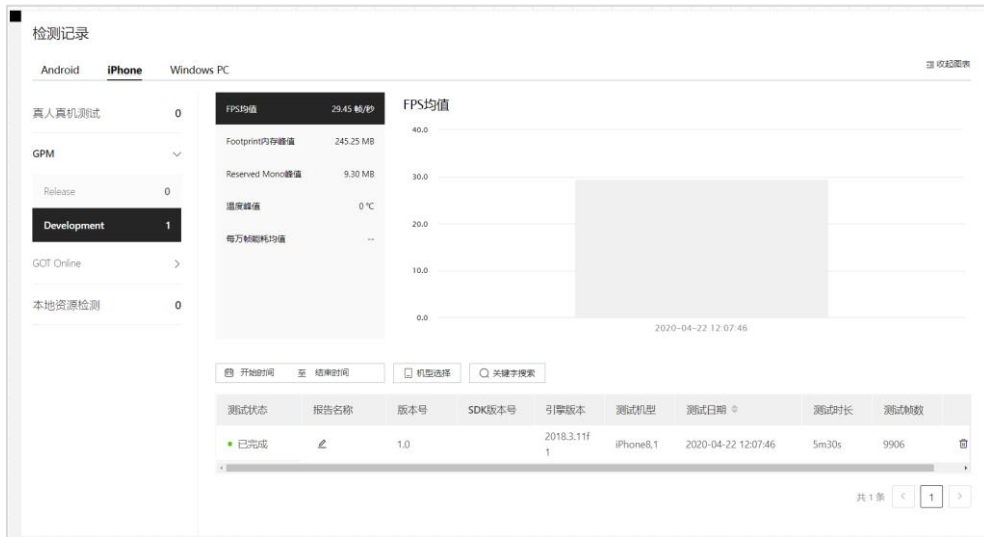 检测记录
Android iPhone Windows PC
收起图表
真人真机测试 0
GPM
Release 0
Development 1
GOT Online
本地资源检测 0
FPS均值 29.45 帧/秒
Footprint内存峰值 245.25 MB
Reserved Mono峰值 9.30 MB
温度峰值 0 °C
每万帧能耗均值 --
FPS均值
40.0
30.0
20.0
10.0
0.0
2020-04-22 12:07:46
开始时间 至 结束时间 机型选择 关键字搜索
测试状态 报告名称 版本号 SDK版本号 引擎版本 测试机型 测试日期 测试时长 测试帧数
已完成 1.0 2018.3.11f
1 iPhone8,1 2020-04-22 12:07:46 5m30s 9906
共 1 条 < 1 >